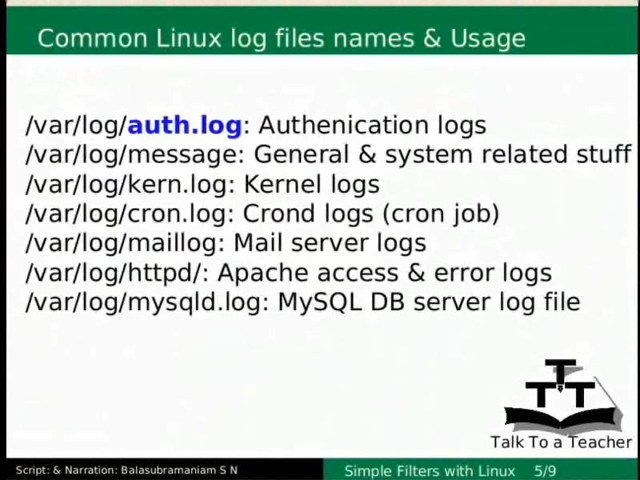 Common Linux log files names & Usage
/var/log/auth.log: Authenication logs
/var/log/message: General & system related stuff
/var/log/kern.log: Kernel logs
/var/log/cron.log: Crond logs (cron job)
/var/log/maillog: Mail server logs
/var/log/httpd/: Apache access & error logs
/var/log/mysqld.log: MySQL DB server log file
T
T T
Talk To a Teacher
Script: & Narration: Balasubramaniam S N
Simple Filters with Linux 5/9